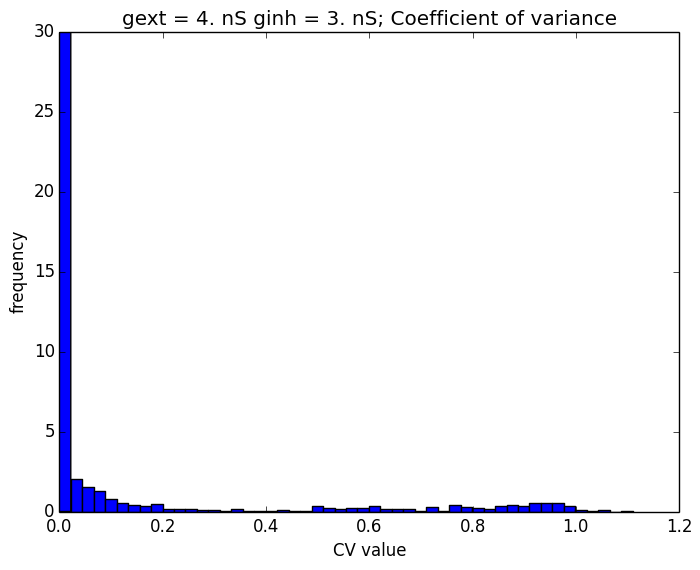 gext = 4. nS ginh = 3. nS; Coefficient of variance
30
25
20
15
10
5
0
0.0 0.2 0.4 0.6 0.8 1.0 1.2
frequency
CV value